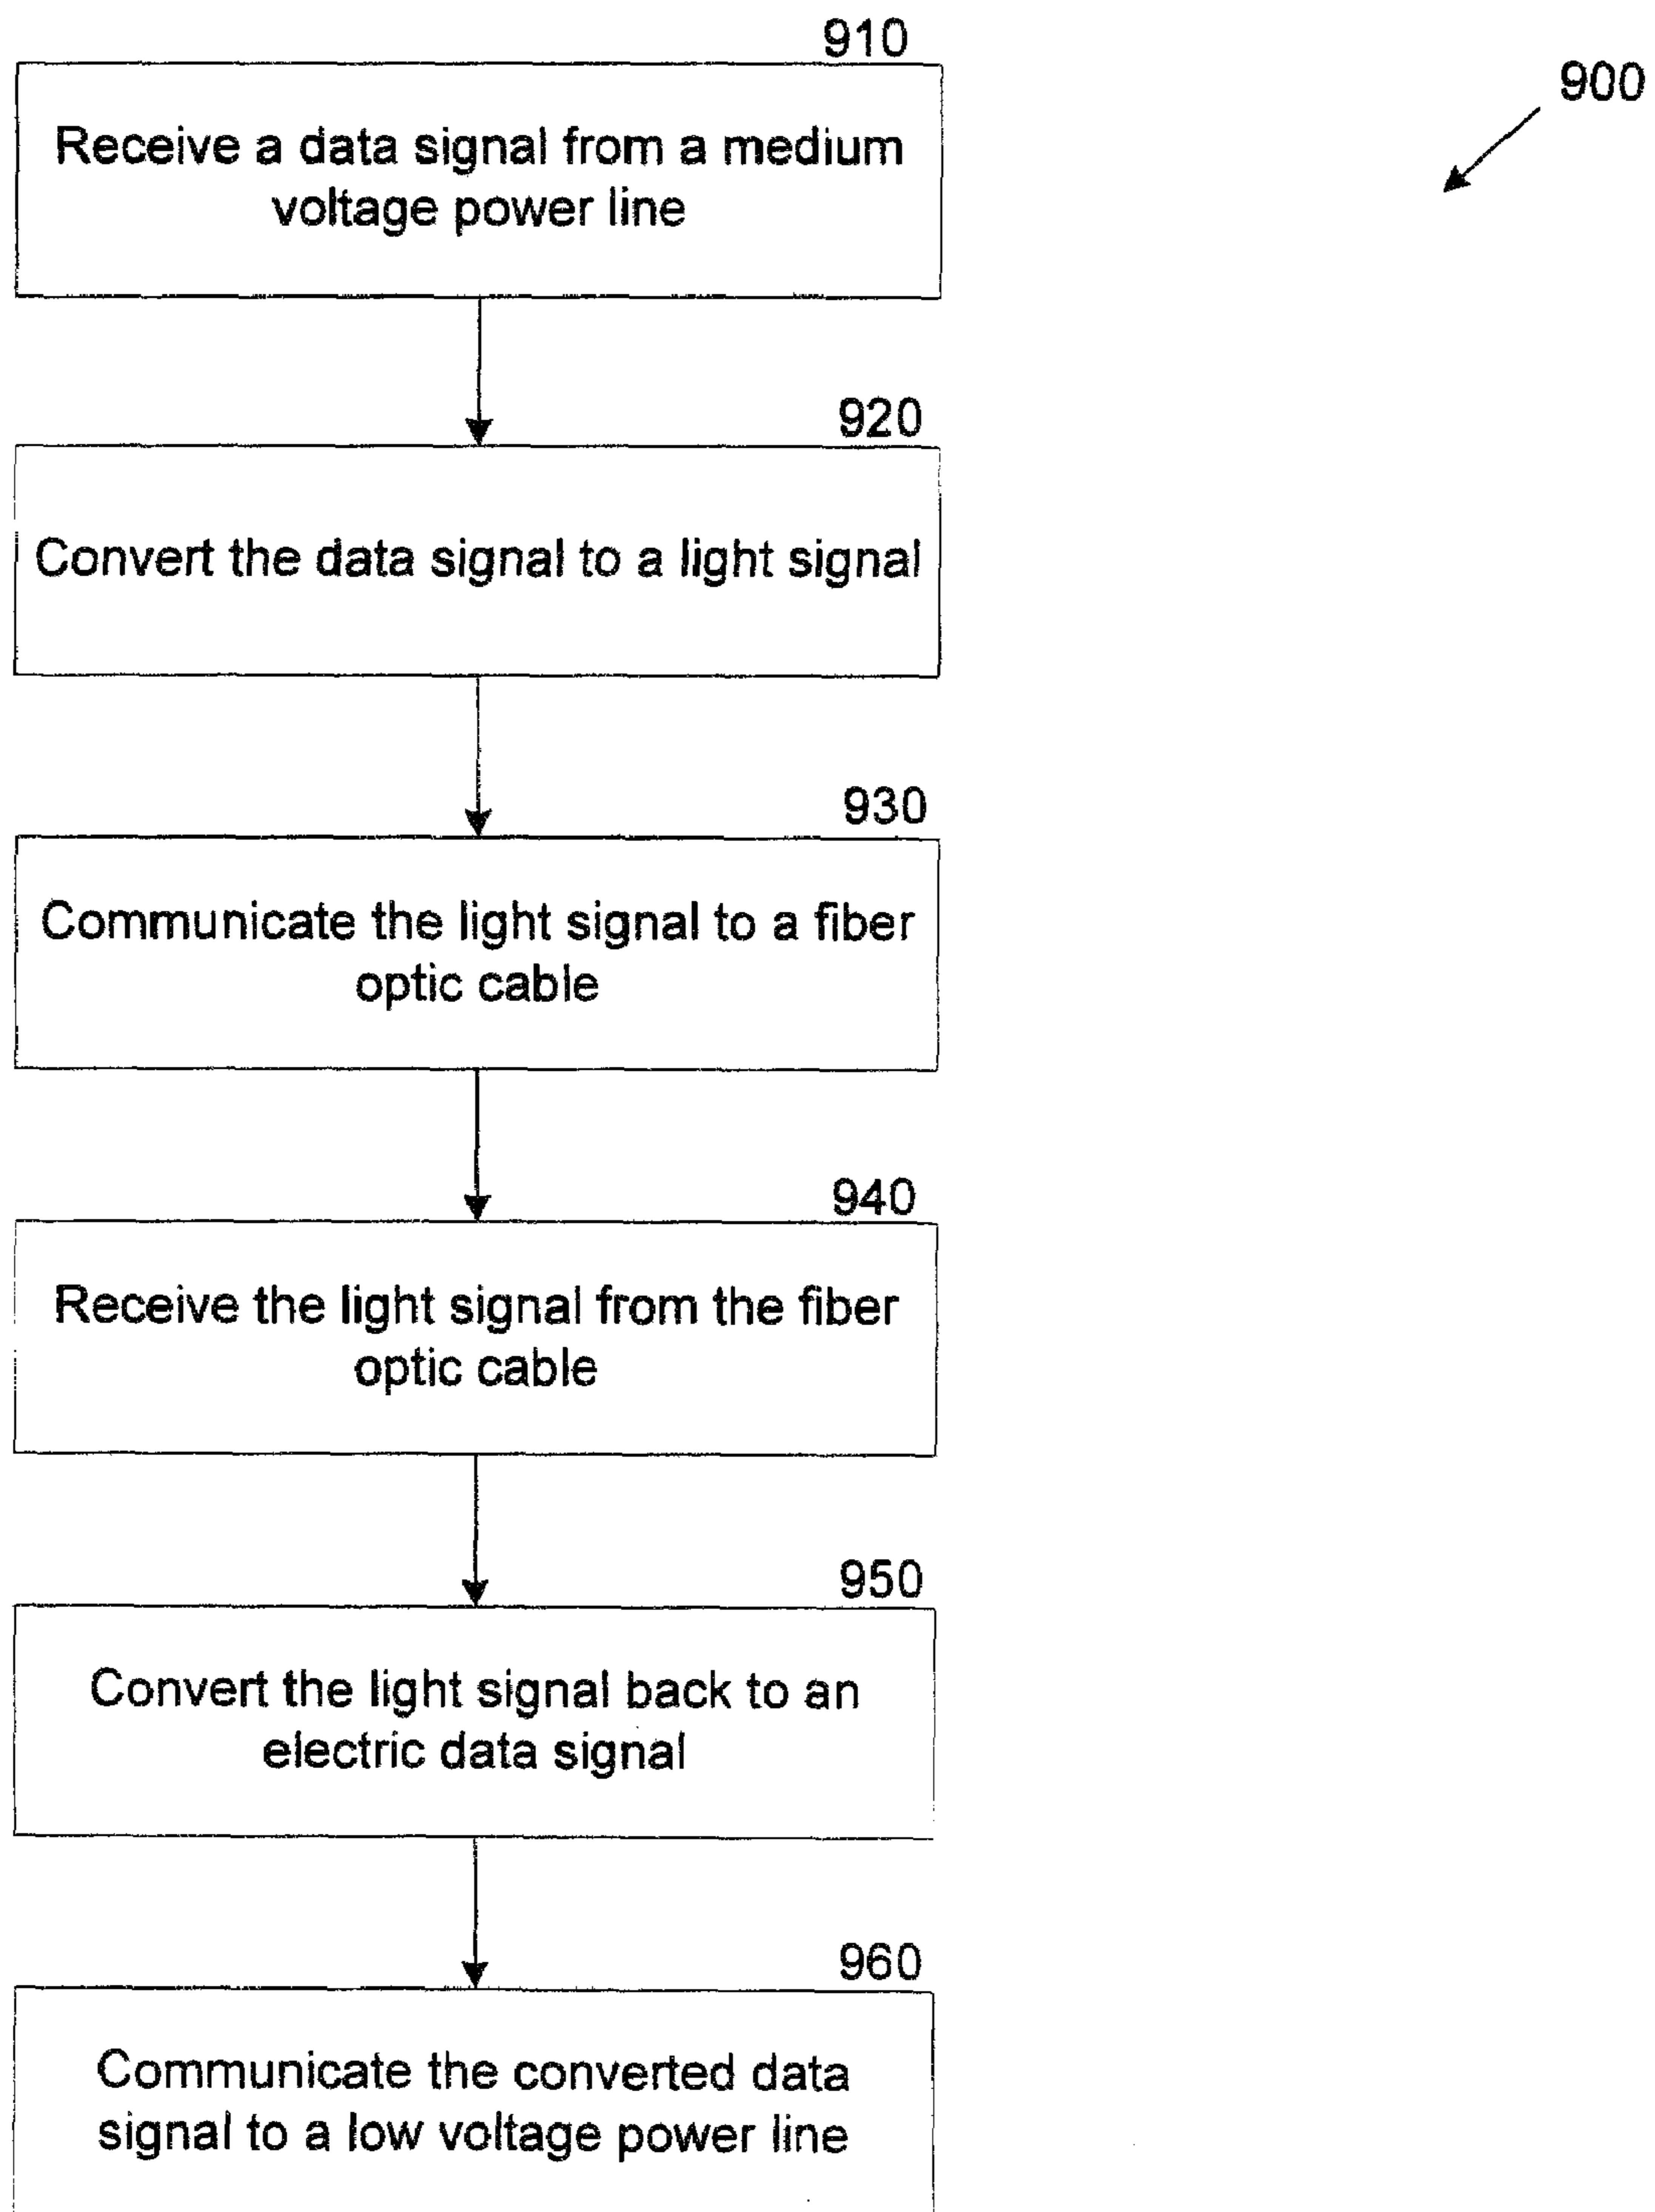 910
900
Receive a data signal from a medium
voltage power line
920
Convert the data signal to a light signal
930
Communicate the light signal to a fiber
optic cable
940
Receive the light signal from the fiber
optic cable
950
Convert the light signal back to an
electric data signal
960
Communicate the converted data
signal to a low voltage power line